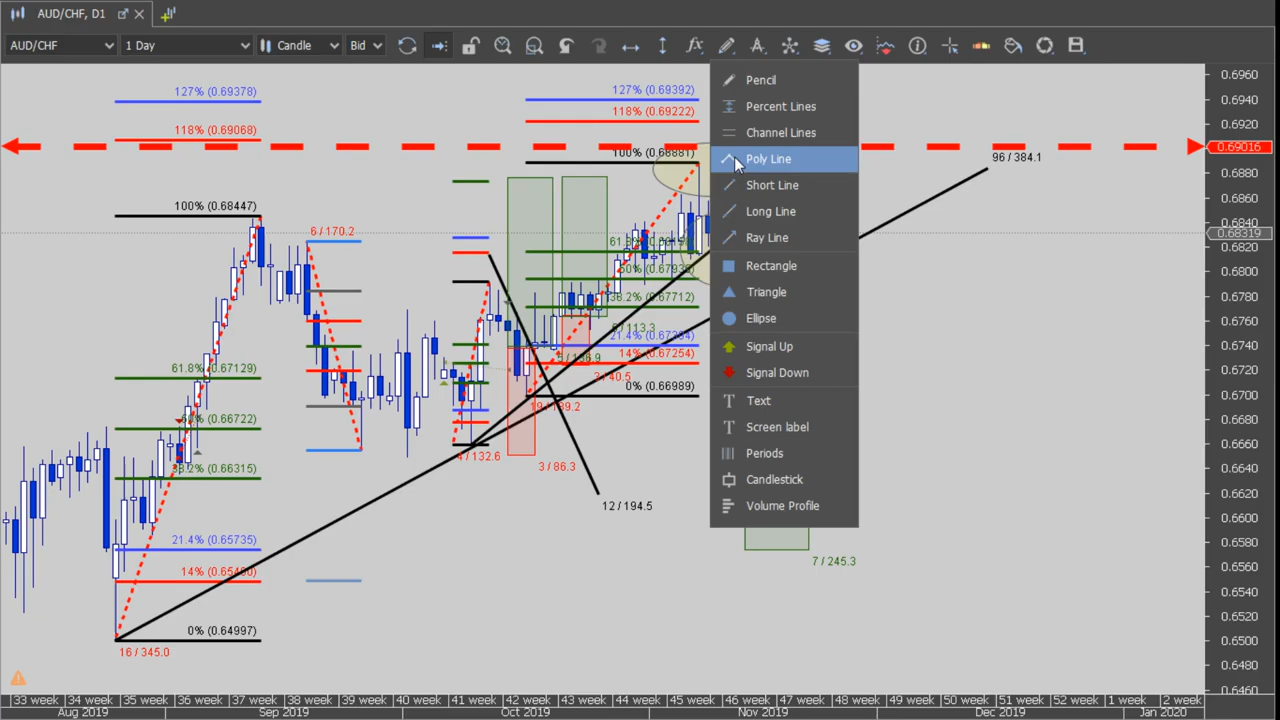 AUD/CHF, D1
AUD/CHF
1 Day
Candle
Bid
fx
Pencil
Percent Lines
Channel Lines
Poly Line
Short Line
Long Line
Ray Line
Rectangle
Triangle
Ellipse
Signal Up
Signal Down
Text
Screen label
Periods
Candlestick
Volume Profile
127% (0.69378)
118% (0.69068)
100% (0.68447)
61.8% (0.67129)
50% (0.66722)
38.2% (0.66315)
21.4% (0.65735)
14% (0.65480)
0% (0.64997)
16 / 345.0
6 / 170.2
4 / 132.6
3 / 86.3
12 / 194.5
127% (0.69392)
118% (0.69222)
100% (0.68881)
38.2% (0.67712)
21.4% (0.67394)
14% (0.67254)
0% (0.66989)
3 / 40.5
7 / 245.3
96 / 384.1
0.6960
0.6940
0.6920
0.69016
0.6880
0.6860
0.6840
0.68319
0.6820
0.6800
0.6780
0.6760
0.6740
0.6720
0.6700
0.6680
0.6660
0.6640
0.6620
0.6600
0.6580
0.6560
0.6540
0.6520
0.6500
0.6480
0.6460
33 week 34 week 35 week 36 week 37 week 38 week 39 week 40 week 41 week 42 week 43 week 44 week 45 week 46 week 47 week 48 week 49 week 50 week 51 week 52 week 1 week 2 week
Aug 2019 Sep 2019 Oct 2019 Nov 2019 Dec 2019 Jan 2020